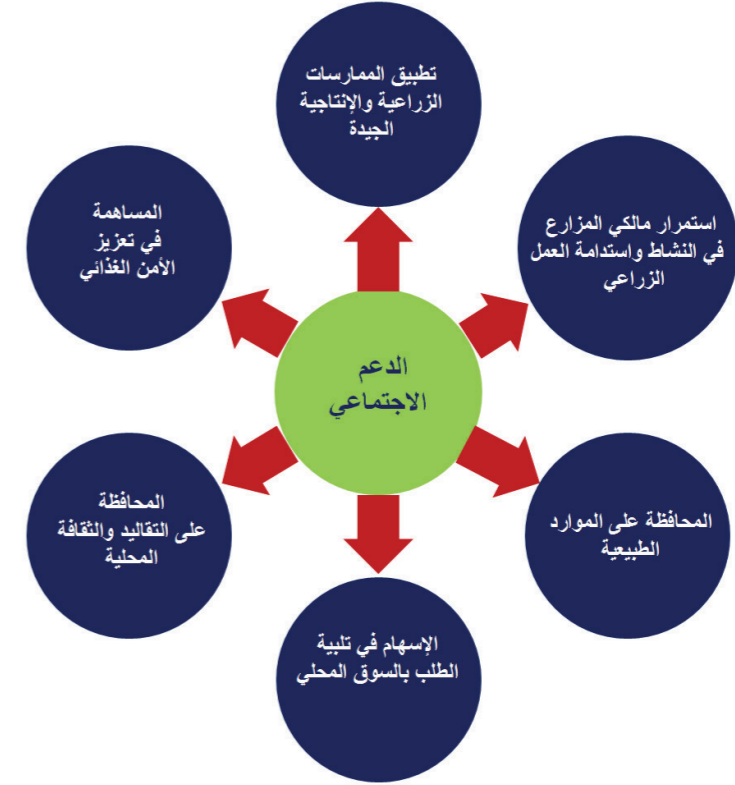 تطبيق الممارسات
الزراعية والإنتاجية
الجيدة
استمرار مالكي المزارع
في النشاط واستدامة العمل
الزراعي
المساهمة
في تعزيز
الأمن الغذائي
الدعم
الاجتماعي
المحافظة على الموارد
الطبيعية
المحافظة
على التقاليد والثقافة
المحلية
الإسهام في تلبية
الطلب بالسوق المحلي